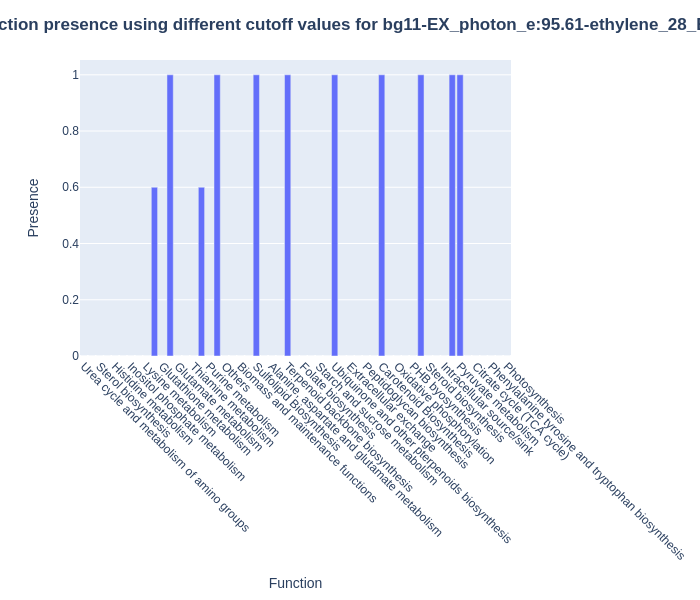 ction presence using different cutoff values for bg11-EX_photon_e:95.61-ethylene_28_
1
0.8
0.6
0.4
0.2
0
Presence
Urea cycle and metabolism of amino groups
Sterol biosynthesis
Histidine metabolism
Inositol phosphate metabolism
Lysine metabolism
Glutathione metabolism
Glutamate metabolism
Thiamine metabolism
Purine metabolism
Others
Biomass and maintenance functions
Sulfolipid Biosynthesis
Alanine, aspartate and glutamate metabolism
Terpenoid backbone biosynthesis
Folate biosynthesis
Starch and sucrose metabolism
Ubiquinone and other pterpenoids biosynthesis
Extracellular exchange
Peptidoglycan biosynthesis
Carotenoid Biosynthesis
Oxidative phosphorylation
PHB biosynthesis
Steroid biosynthesis
Intracellular source/sink
Pyruvate metabolism
Citrate cycle (TCA cycle)
Phenylalanine tyrosine and tryptophan biosynthesis
Photosynthesis
Function